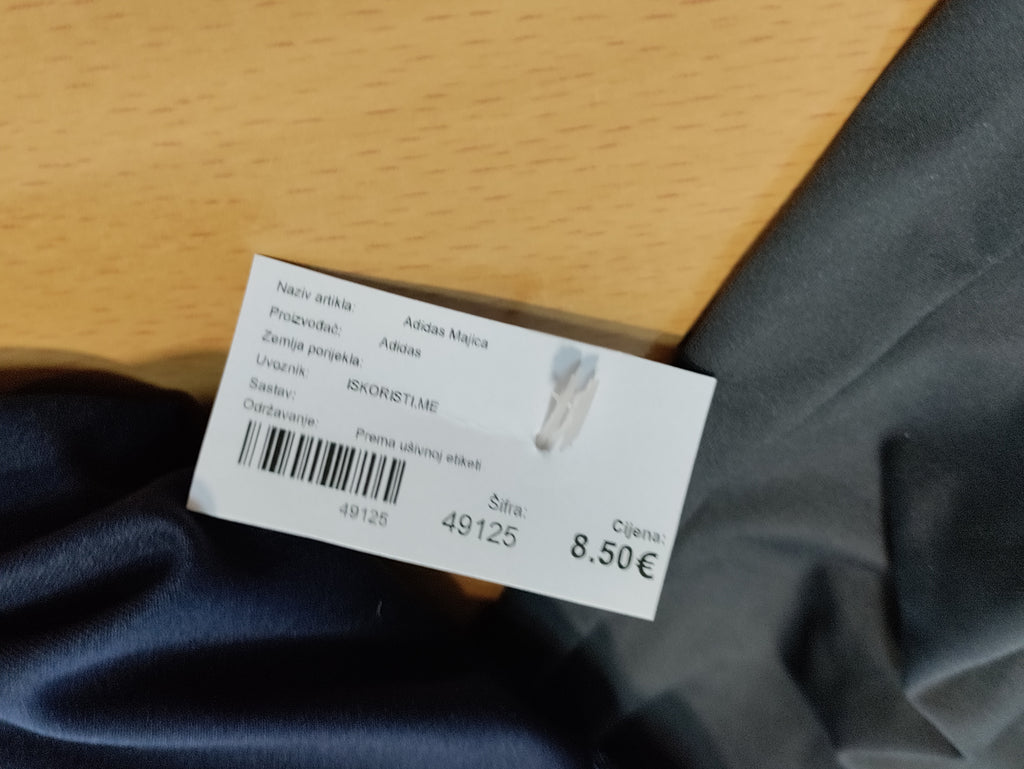 Naziv artikla: Adidas Majica
Proizvođač: Adidas
Zemija porijekla:
Uvoznik: ISKORISTI.ME
Sastav:
Održavanje: Prema ušivnoj etiketi
49125
Šifra:
49125
Cijena:
8.50€